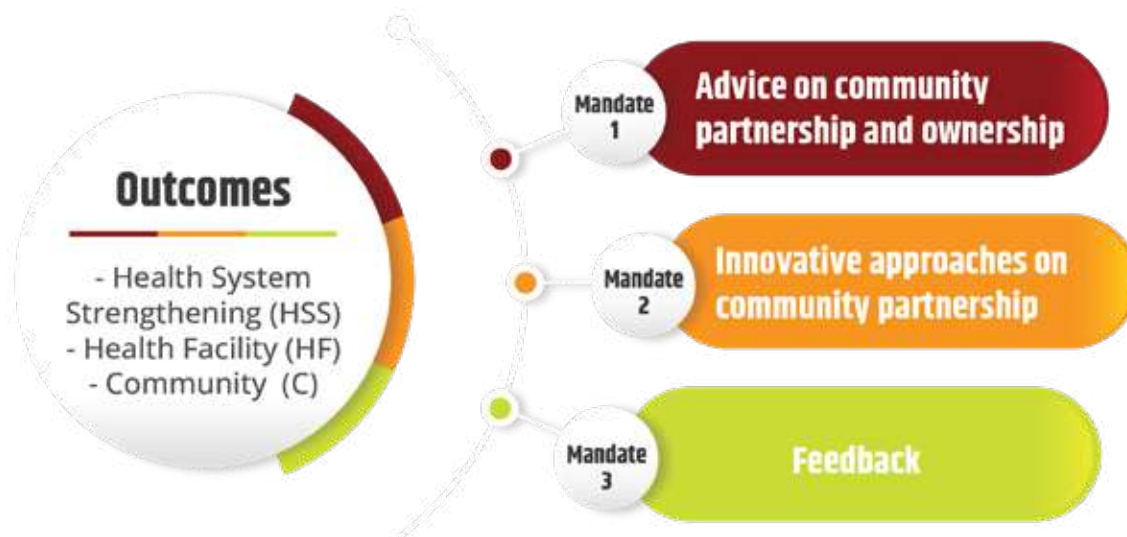 Outcomes
- Health System
Strengthening (HSS)
- Health Facility (HF)
- Community (C)
Mandate
1
Advice on community
partnership and ownership
Mandate
2
Innovative approaches on
community partnership
Mandate
3
Feedback